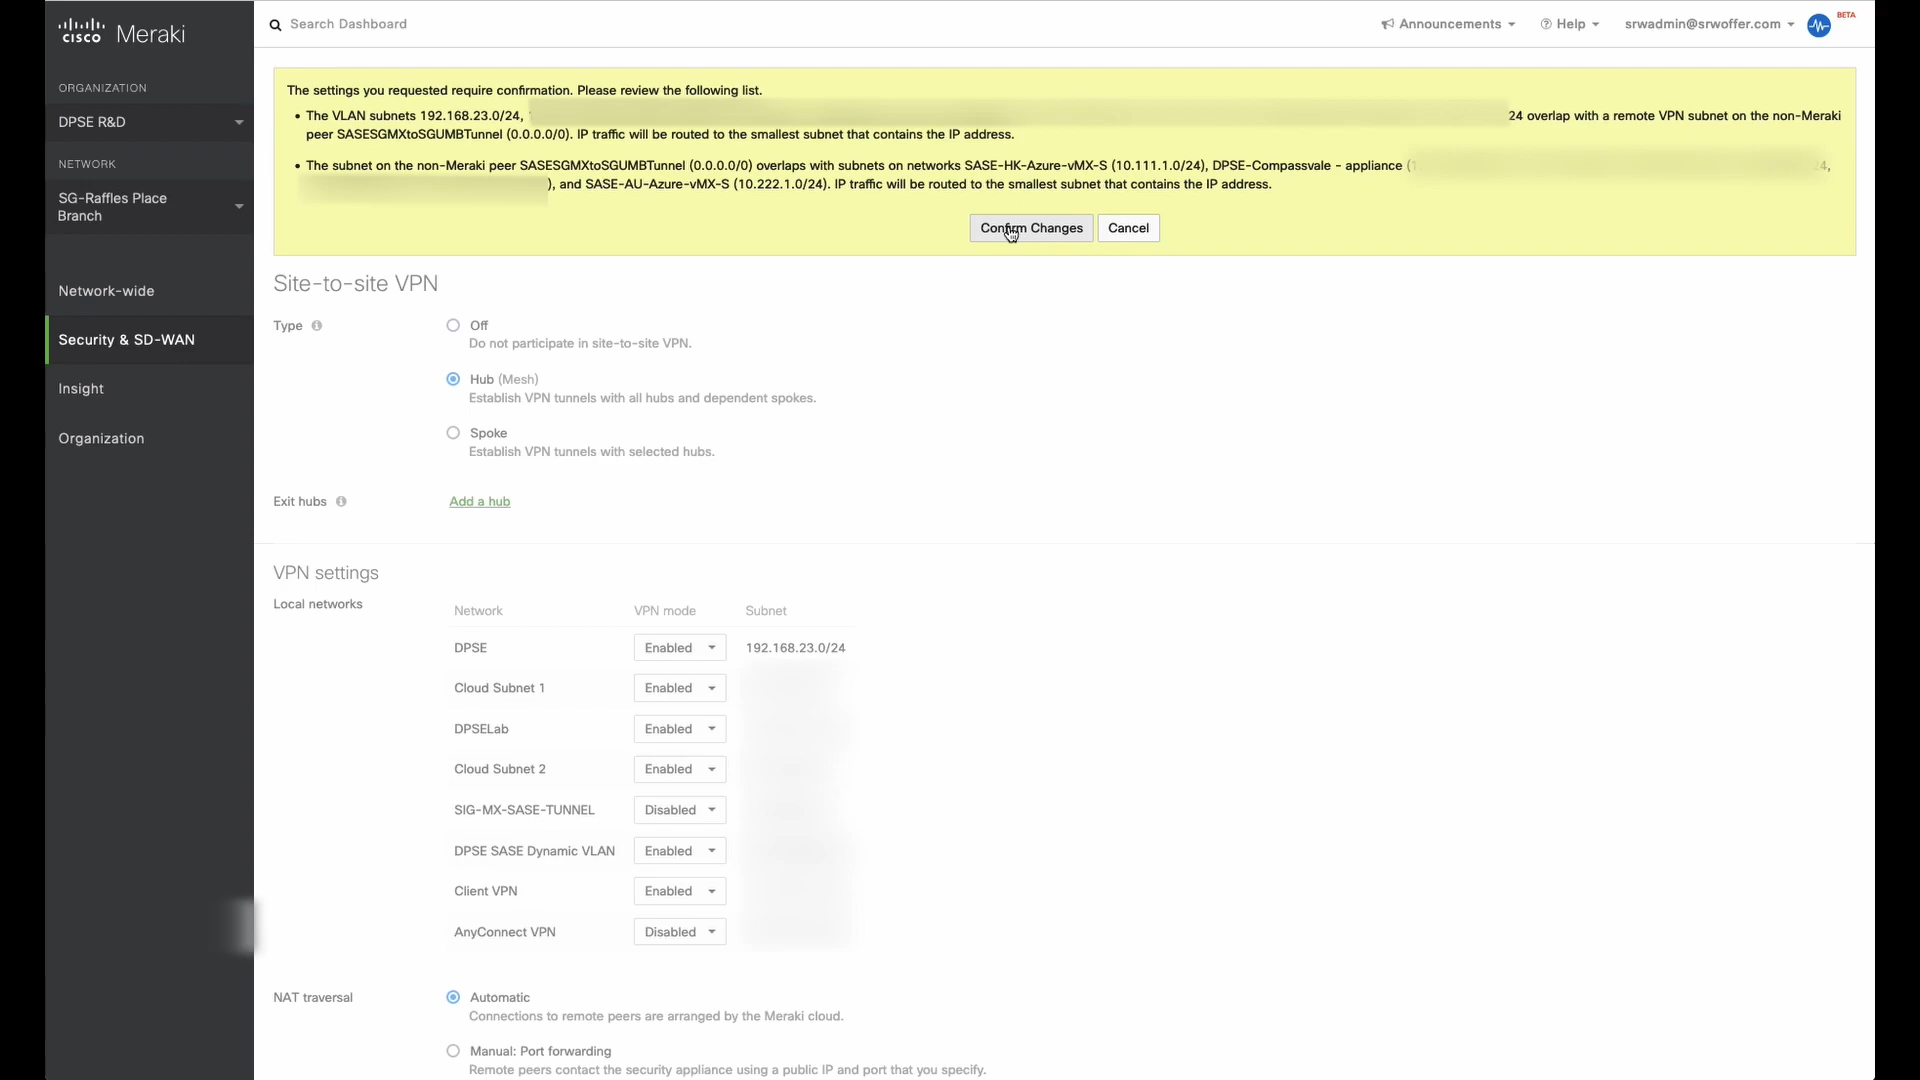 CISCO Meraki
Search Dashboard
Announcements
Help
srwadmin@srwoffer.com
BETA
ORGANIZATION
DPSE R&D
NETWORK
SG-Raffles Place
Branch
Network-wide
Security & SD-WAN
Insight
Organization
The settings you requested require confirmation. Please review the following list.
• The VLAN subnets 192.168.23.0/24, 24 overlap with a remote VPN subnet on the non-Meraki
peer SASESGMXtoSGUMBTunnel (0.0.0.0/0). IP traffic will be routed to the smallest subnet that contains the IP address.
• The subnet on the non-Meraki peer SASESGMXtoSGUMBTunnel (0.0.0.0/0) overlaps with subnets on networks SASE-HK-Azure-vMX-S (10.111.1.0/24), DPSE-Compassvale - appliance (
), and SASE-AU-Azure-vMX-S (10.222.1.0/24). IP traffic will be routed to the smallest subnet that contains the IP address.
Confirm Changes Cancel
Site-to-site VPN
Type
Off
Do not participate in site-to-site VPN.
Hub (Mesh)
Establish VPN tunnels with all hubs and dependent spokes.
Spoke
Establish VPN tunnels with selected hubs.
Exit hubs
Add a hub
VPN settings
Local networks
Network VPN mode Subnet
DPSE Enabled 192.168.23.0/24
Cloud Subnet 1 Enabled
DPSELab Enabled
Cloud Subnet 2 Enabled
SIG-MX-SASE-TUNNEL Disabled
DPSE SASE Dynamic VLAN Enabled
Client VPN Enabled
AnyConnect VPN Disabled
NAT traversal
Automatic
Connections to remote peers are arranged by the Meraki cloud.
Manual: Port forwarding
Remote peers contact the security appliance using a public IP and port that you specify.